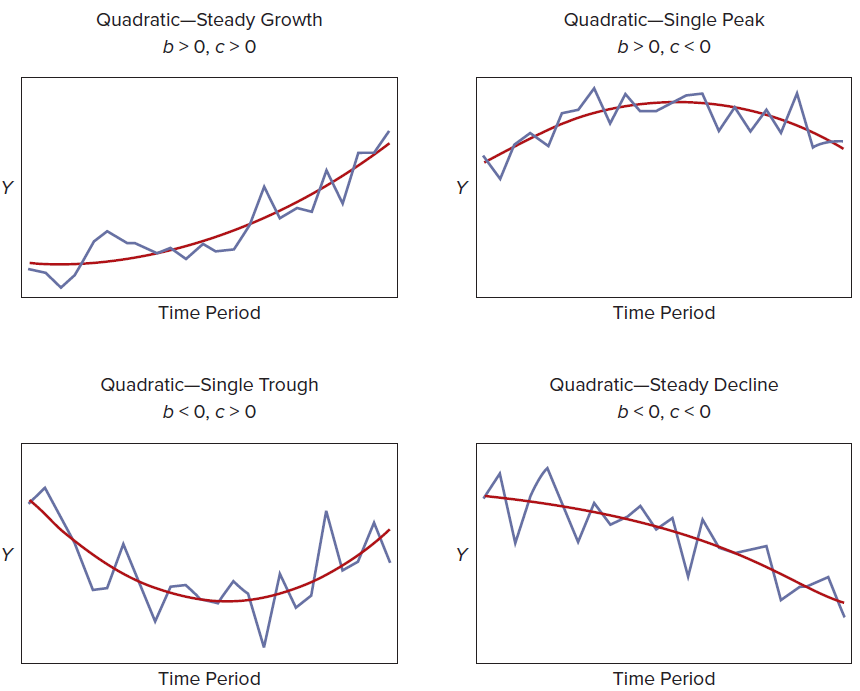 Quadratic—Steady Growth
b > 0, c > 0
Y
Time Period
Quadratic—Single Peak
b > 0, c < 0
Y
Time Period
Quadratic—Single Trough
b < 0, c > 0
Y
Time Period
Quadratic—Steady Decline
b < 0, c < 0
Y
Time Period